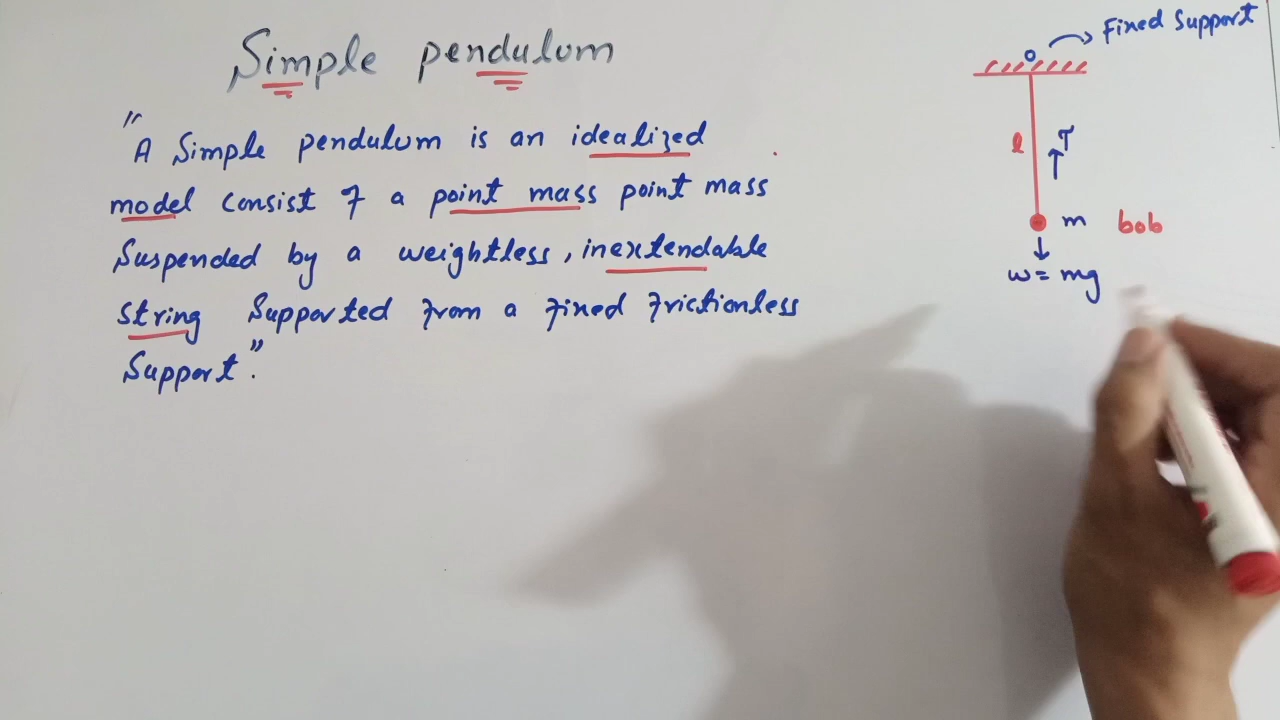 Simple pendulum
"A Simple pendulum is an idealized
model consist of a point mass point mass
Suspended by a weightless, inextendable
string Supported from a fixed frictionless
Support".
o
Fixed Support
l
T
m bob
w = mg